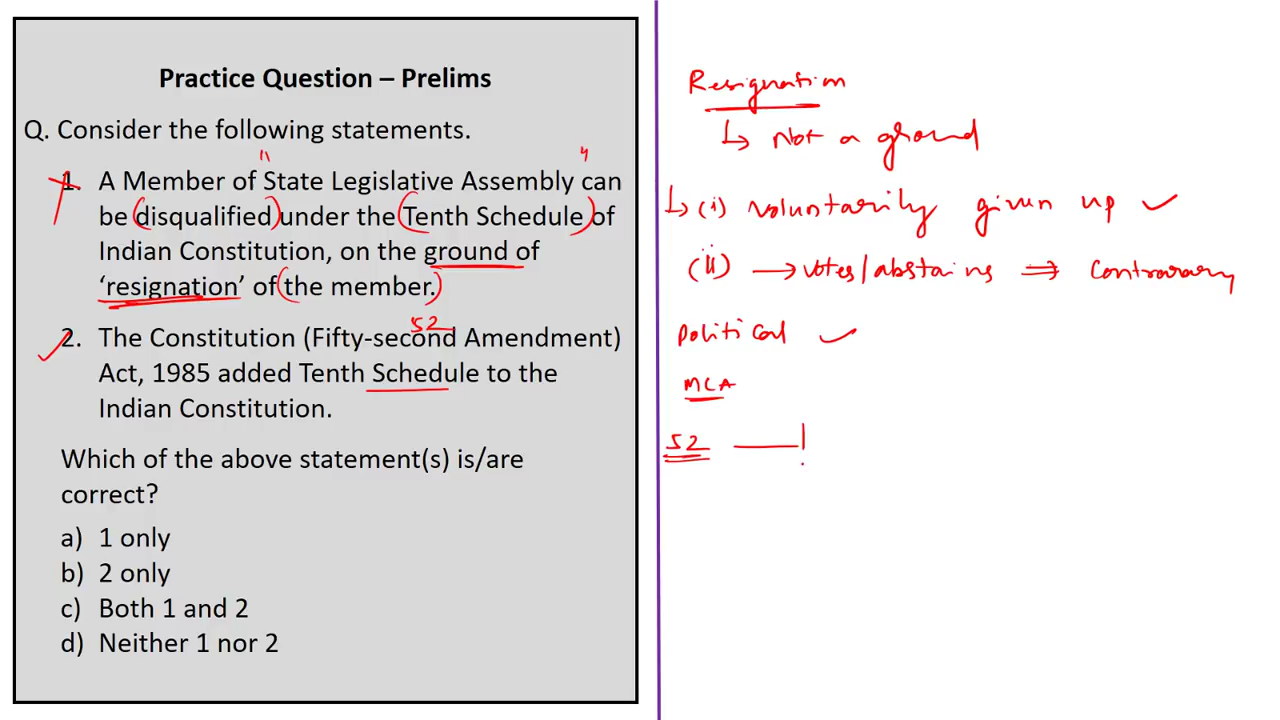 Practice Question – Prelims
Q. Consider the following statements.
1. A Member of State Legislative Assembly can
be disqualified under the Tenth Schedule of
Indian Constitution, on the ground of
‘resignation’ of the member.
52
2. The Constitution (Fifty-second Amendment)
Act, 1985 added Tenth Schedule to the
Indian Constitution.
Which of the above statement(s) is/are
correct?
a) 1 only
b) 2 only
c) Both 1 and 2
d) Neither 1 nor 2
Resignation
↳ Not a ground
↳ (i) voluntarily given up ✓
(ii) → votes/abstains ⇒ Contrarary
Political ✓
MLA
52